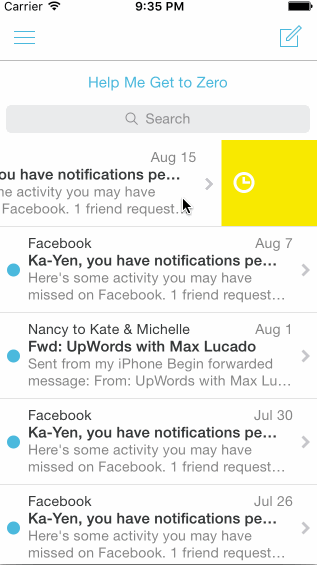 Carrier 9:35 PM
Help Me Get to Zero
Search
Aug 15
ou have notifications pe...
ne activity you may have
Facebook. 1 friend request...
Facebook Aug 7
Ka-Yen, you have notifications pe...
Here's some activity you may have
missed on Facebook. 1 friend request...
Nancy to Kate & Michelle Aug 1
Fwd: UpWords with Max Lucado
Sent from my iPhone Begin forwarded
message: From: UpWords with Max Lu...
Facebook Jul 30
Ka-Yen, you have notifications pe...
Here's some activity you may have
missed on Facebook. 1 friend request...
Facebook Jul 26
Ka-Yen, you have notifications pe...
Here's some activity you may have
missed on Facebook. 1 friend request...